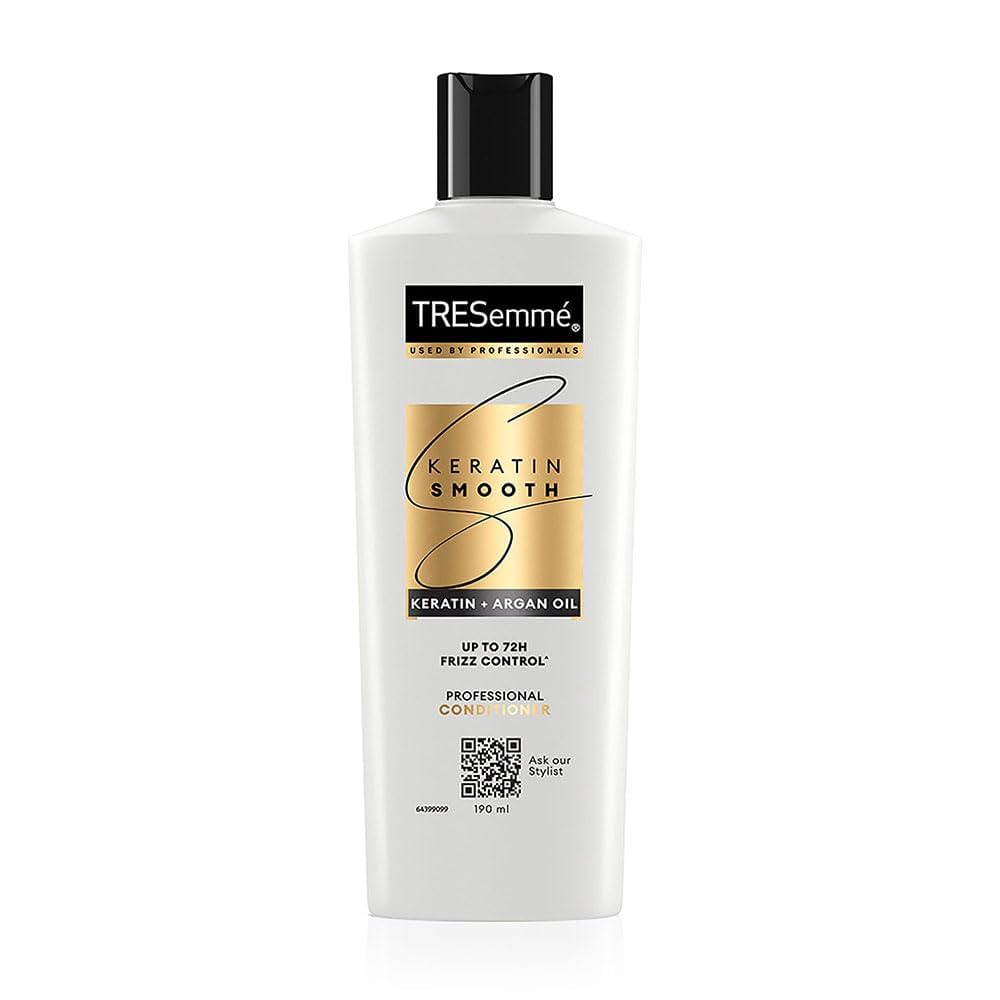 TRESemmé®
USED BY PROFESSIONALS
KERATIN
SMOOTH
KERATIN + ARGAN OIL
UP TO 72H
FRIZZ CONTROL^
PROFESSIONAL
CONDITIONER
Ask our
Stylist
64399099
190 ml